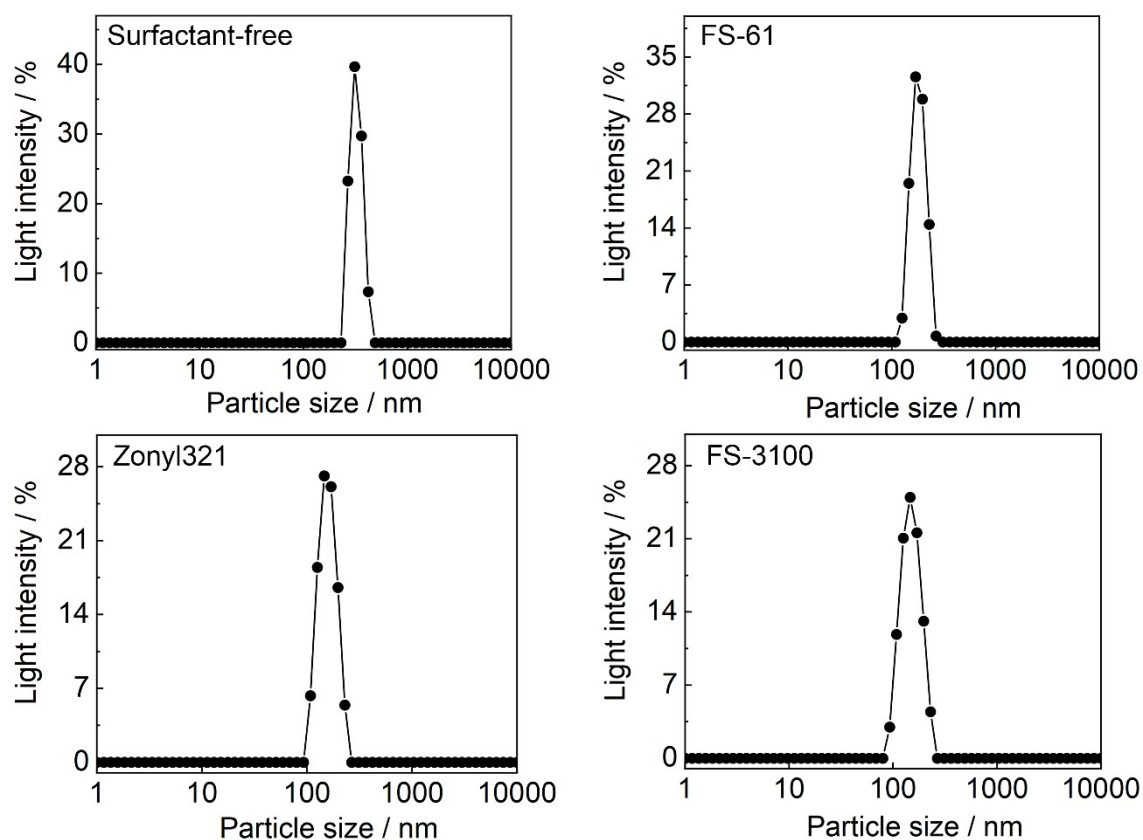 Surfactant-free
Light intensity / %
40
30
20
10
0
1 10 100 1000 10000
Particle size / nm
FS-61
Light intensity / %
35
28
21
14
7
0
1 10 100 1000 10000
Particle size / nm
Zonyl321
Light intensity / %
28
21
14
7
0
1 10 100 1000 10000
Particle size / nm
FS-3100
Light intensity / %
28
21
14
7
0
1 10 100 1000 10000
Particle size / nm